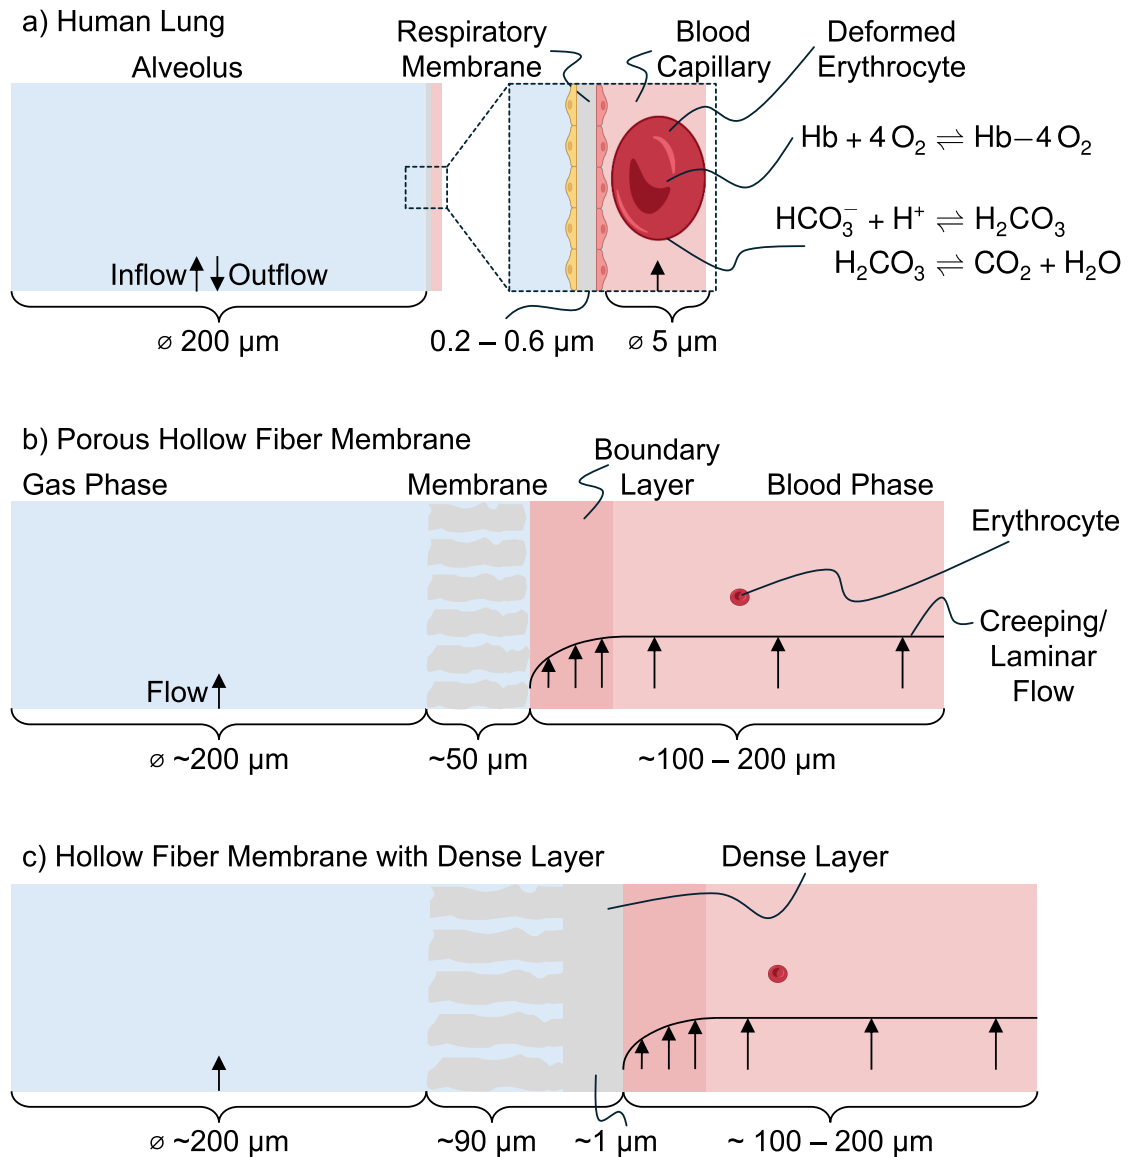 a) Human Lung
Alveolus
Respiratory
Membrane
Blood
Capillary
Deformed
Erythrocyte
Hb + 4 O₂ ⇌ Hb–4 O₂
HCO₃⁻ + H⁺ ⇌ H₂CO₃
H₂CO₃ ⇌ CO₂ + H₂O
Inflow
Outflow
⌀ 200 µm
0.2 – 0.6 µm
⌀ 5 µm
b) Porous Hollow Fiber Membrane
Gas Phase
Membrane
Boundary
Layer
Blood Phase
Erythrocyte
Creeping/
Laminar
Flow
Flow
⌀ ~200 µm
~50 µm
~100 – 200 µm
c) Hollow Fiber Membrane with Dense Layer
Dense Layer
⌀ ~200 µm
~90 µm
~1 µm
~ 100 – 200 µm